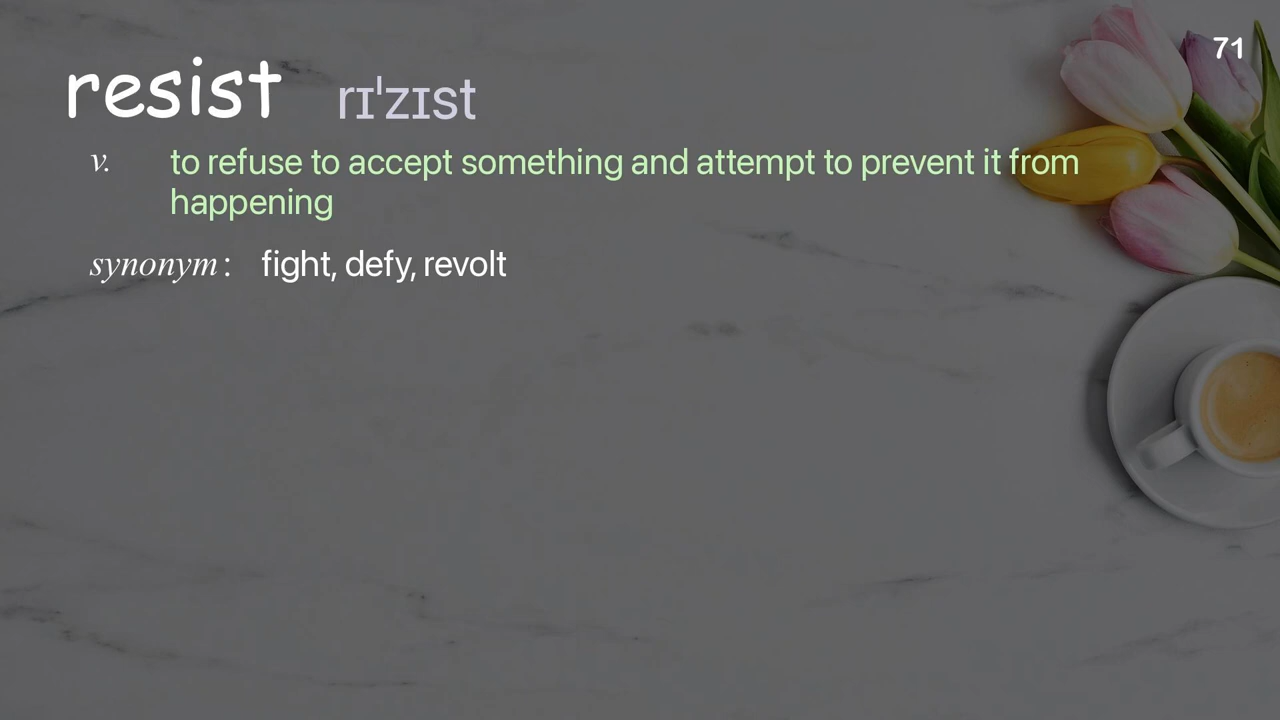 71
resist rɪˈzɪst
v. to refuse to accept something and attempt to prevent it from
happening
synonym : fight, defy, revolt